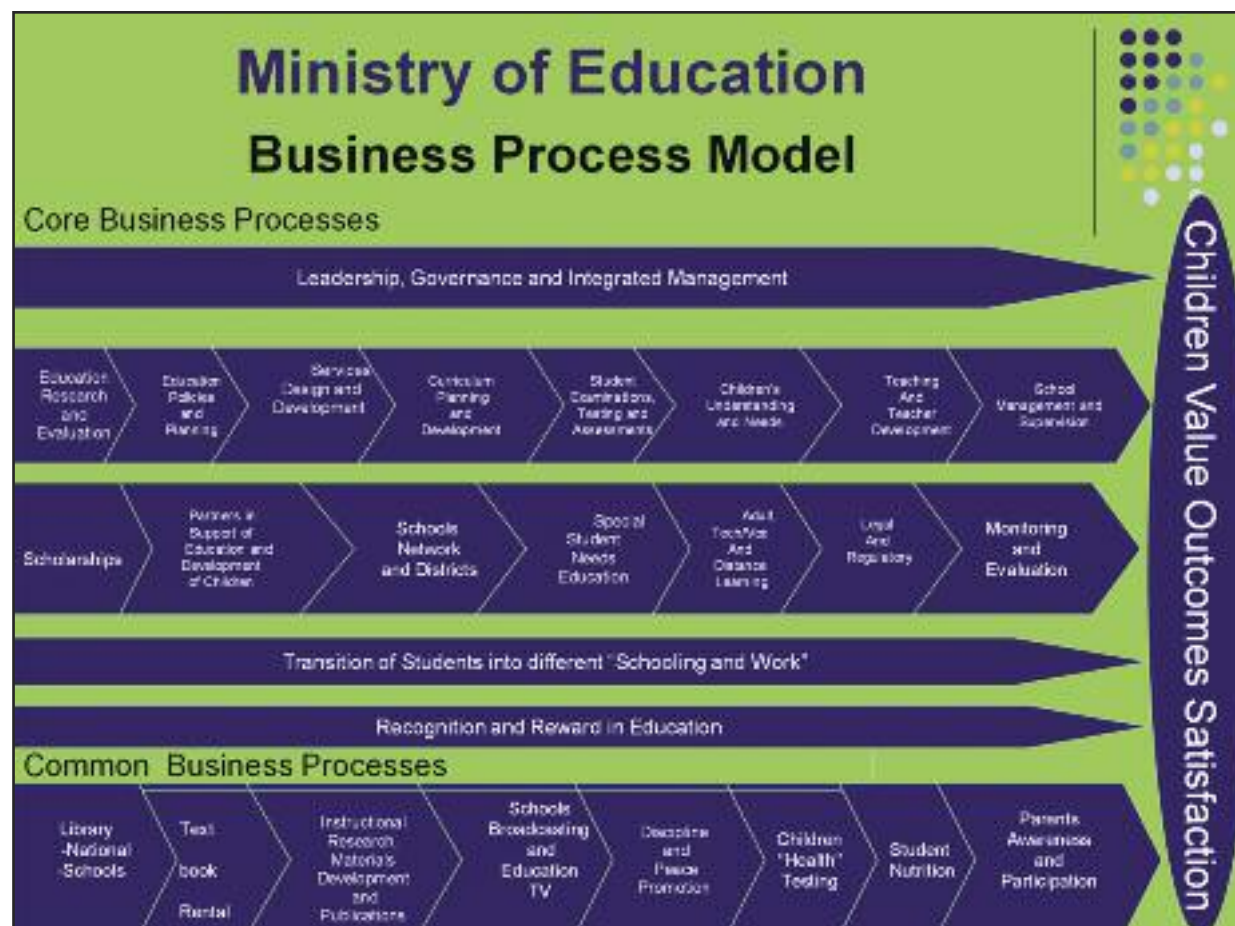 Ministry of Education
Business Process Model
Core Business Processes
Leadership, Governance and Integrated Management
Education
Research
and
Evaluation
Education
Policies
and
Planning
Services
Design and
Development
Curriculum
Planning
and
Development
Student
Examinations,
Testing and
Assessments
Children's
Understanding
and Needs
Teaching
And
Teacher
Development
School
Management and
Supervision
Scholarships
Partners in
Support of
Education and
Development
of Children
Schools
Network
and Districts
Special
Student
Needs
Education
Adult
Tech/Voc
And
Distance
Learning
Legal
And
Regulatory
Monitoring
and
Evaluation
Transition of Students into different "Schooling and Work"
Recognition and Reward in Education
Common Business Processes
Library
-National
-Schools
Text
book
Rental
Instructional
Research
Materials
Development
and
Publications
Schools
Broadcasting
and
Education
TV
Discipline
and
Peace
Promotion
Children
"Health"
Testing
Student
Nutrition
Parents
Awareness
and
Participation
Children Value Outcomes Satisfaction